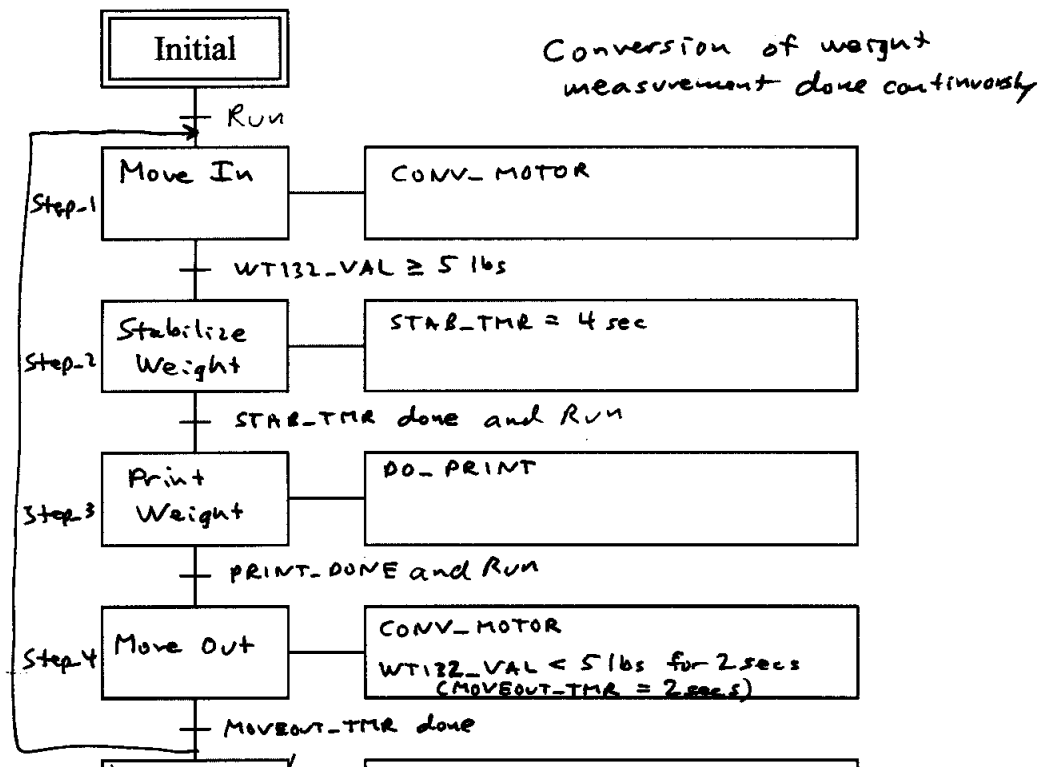 Initial
Conversion of weight
measurement done continuously
Run
Step-1
Move In
CONV_MOTOR
WT132_VAL ≥ 5 lbs
Step-2
Stabilize
Weight
STAB_TMR = 4 sec
STAB_TMR done and Run
Step-3
Print
Weight
DO_PRINT
PRINT_DONE and Run
Step-4
Move Out
CONV_MOTOR
WT132_VAL < 5 lbs for 2 secs
(MOVEOUT_TMR = 2 secs)
MOVEOUT_TMR done